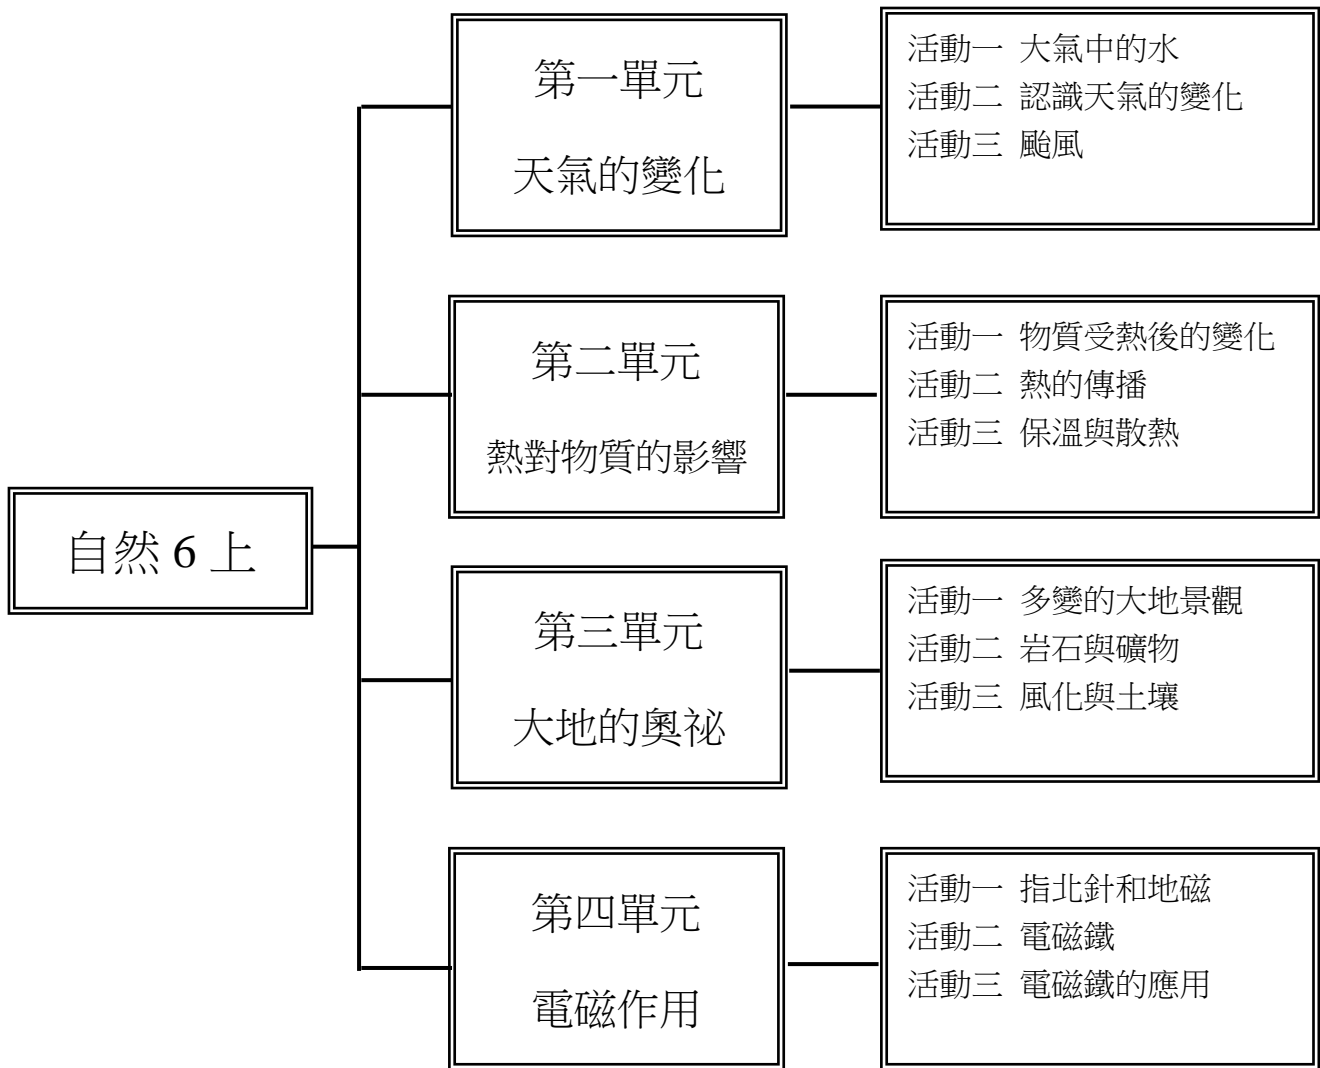 自然 6 上
第一單元
天氣的變化
活動一 大氣中的水
活動二 認識天氣的變化
活動三 颱風
第二單元
熱對物質的影響
活動一 物質受熱後的變化
活動二 熱的傳播
活動三 保溫與散熱
第三單元
大地的奧祕
活動一 多變的大地景觀
活動二 岩石與礦物
活動三 風化與土壤
第四單元
電磁作用
活動一 指北針和地磁
活動二 電磁鐵
活動三 電磁鐵的應用